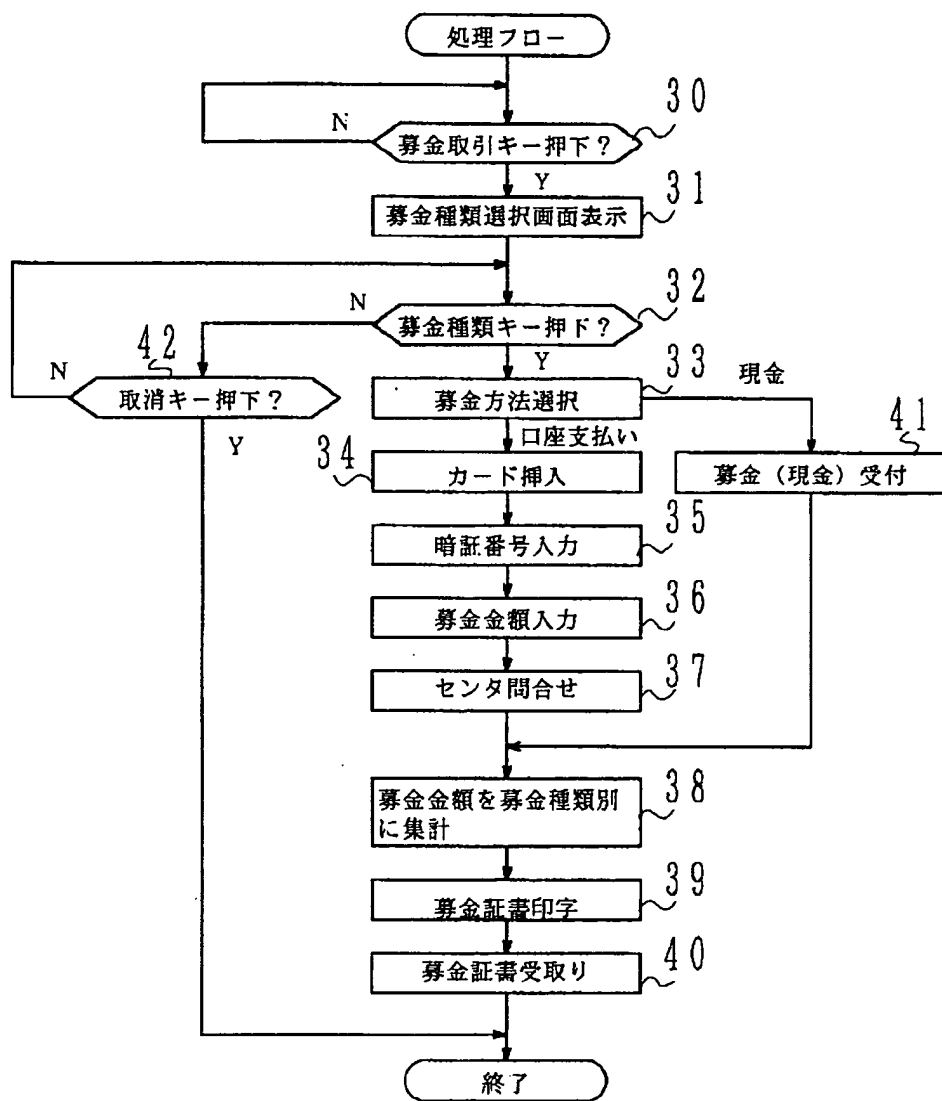 処理フロー
30
N
募金取引キー押下？
Y
31
募金種類選択画面表示
32
N
募金種類キー押下？
42
Y
33
N
現金
取消キー押下？
募金方法選択
41
Y
口座支払い
34
カード挿入
募金（現金）受付
35
暗証番号入力
36
募金金額入力
37
センタ問合せ
38
募金金額を募金種類別
に集計
39
募金証書印字
40
募金証書受取り
終了